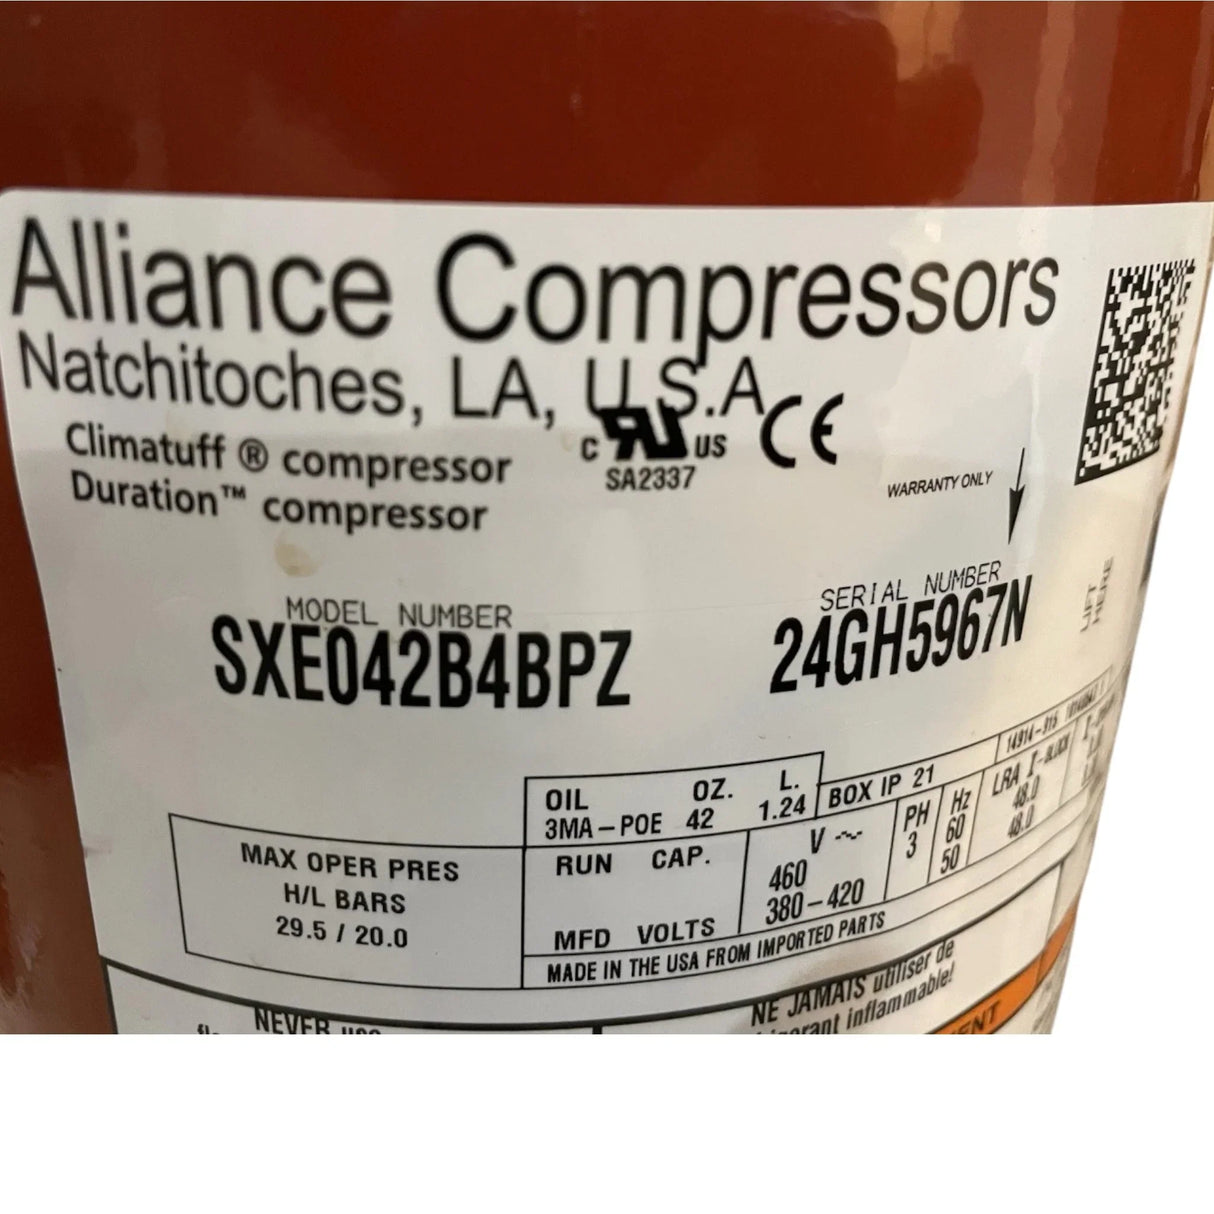 Alliance Compressors
Natchitoches, LA, U.S.A
Climatuff ® compressor
Duration™ compressor
C US
SA2337
CE
WARRANTY ONLY
LIFT HERE
MODEL NUMBER
SXE042B4BPZ
SERIAL NUMBER
24GH5967N
OIL OZ. L.
3MA-POE 42 1.24
BOX IP 21
MAX OPER PRES
H/L BARS
29.5 / 20.0
RUN CAP.
MFD VOLTS
V
460
380-420
PH
3
Hz
60
50
LRA
48.0
48.0
MADE IN THE USA FROM IMPORTED PARTS
NEVER use
NE JAMAIS utiliser de
inflammable!